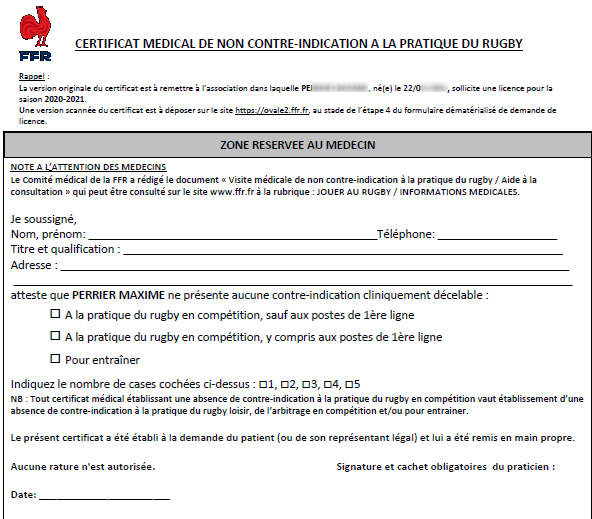 FFR
CERTIFICAT MEDICAL DE NON CONTRE-INDICATION A LA PRATIQUE DU RUGBY
Rappel :
La version originale du certificat est à remettre à l'association dans laquelle PE , né(e) le 22/0 , sollicite une licence pour la
saison 2020-2021.
Une version scannée du certificat est à déposer sur le site https://ovale2.ffr.fr, au stade de l'étape 4 du formulaire dématérialisé de demande de
licence.
ZONE RESERVEE AU MEDECIN
NOTE A L'ATTENTION DES MEDECINS
Le Comité médical de la FFR a rédigé le document « Visite médicale de non contre-indication à la pratique du rugby / Aide à la
consultation » qui peut être consulté sur le site www.ffr.fr à la rubrique : JOUER AU RUGBY / INFORMATIONS MEDICALES.
Je soussigné,
Nom, prénom: ______________________ Téléphone: ______________________
Titre et qualification : ______________________
Adresse : ______________________
______________________
atteste que PERRIER MAXIME ne présente aucune contre-indication cliniquement décelable :
☐ A la pratique du rugby en compétition, sauf aux postes de 1ère ligne
☐ A la pratique du rugby en compétition, y compris aux postes de 1ère ligne
☐ Pour entraîner
Indiquez le nombre de cases cochées ci-dessus : ☐1, ☐2, ☐3, ☐4, ☐5
NB : Tout certificat médical établissant une absence de contre-indication à la pratique du rugby en compétition vaut établissement d'une
absence de contre-indication à la pratique du rugby loisir, de l'arbitrage en compétition et/ou pour entrainer.
Le présent certificat a été établi à la demande du patient (ou de son représentant légal) et lui a été remis en main propre.
Aucune rature n'est autorisée. Signature et cachet obligatoires du praticien :
Date: ______________________